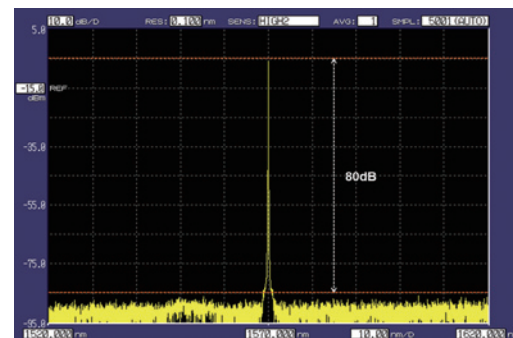 10.0 dB/D RES: 0.100 nm SENS: HIGH2 AVG: 1 SMPL: 5001(AUTO)
5.0
-15.0 REF
dBm
-35.0
80dB
-55.0
-75.0
-95.0
1520.000 nm 1570.000 nm 10.00 nm/D 1620.000 n